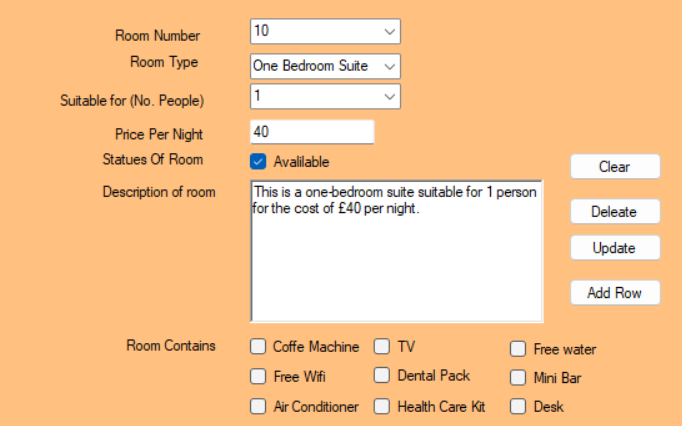 Room Number 10
Room Type One Bedroom Suite
Suitable for (No. People) 1
Price Per Night 40
Statues Of Room Avalilable
Clear
Description of room This is a one-bedroom suite suitable for 1 person
for the cost of £40 per night.
Deleate
Update
Add Row
Room Contains Coffe Machine TV Free water
Free Wifi Dental Pack Mini Bar
Air Conditioner Health Care Kit Desk